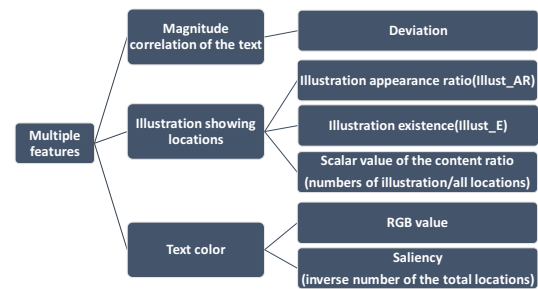 Multiple
features
Magnitude
correlation of the text
Deviation
Illustration showing
locations
Illustration appearance ratio(Illust_AR)
Illustration existence(Illust_E)
Scalar value of the content ratio
(numbers of illustration/all locations)
Text color
RGB value
Saliency
(inverse number of the total locations)